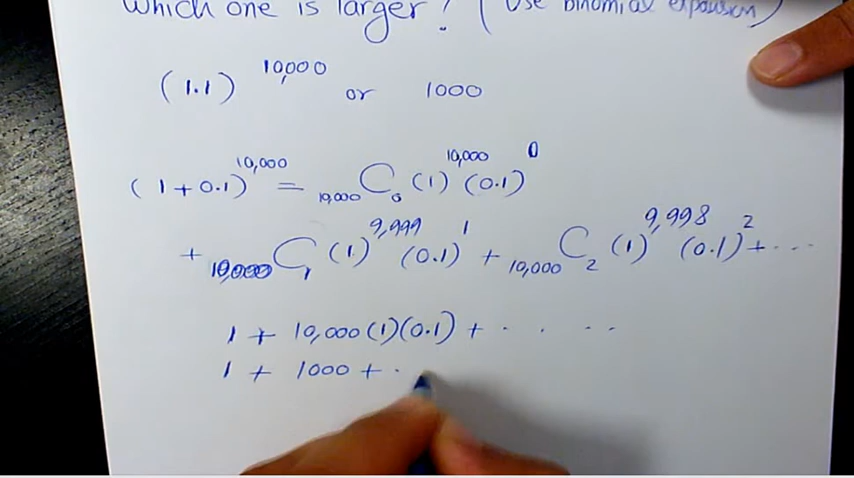 Which one is larger? (Use binomial expansion)
(1.1)^10,000 or 1000
(1+0.1)^10,000 = 10,000C0 (1)^10,000 (0.1)^0
+ 10,000C1 (1)^9,999 (0.1)^1 + 10,000C2 (1)^9,998 (0.1)^2 + ...
1 + 10,000 (1)(0.1) + . . . .
1 + 1000 + .